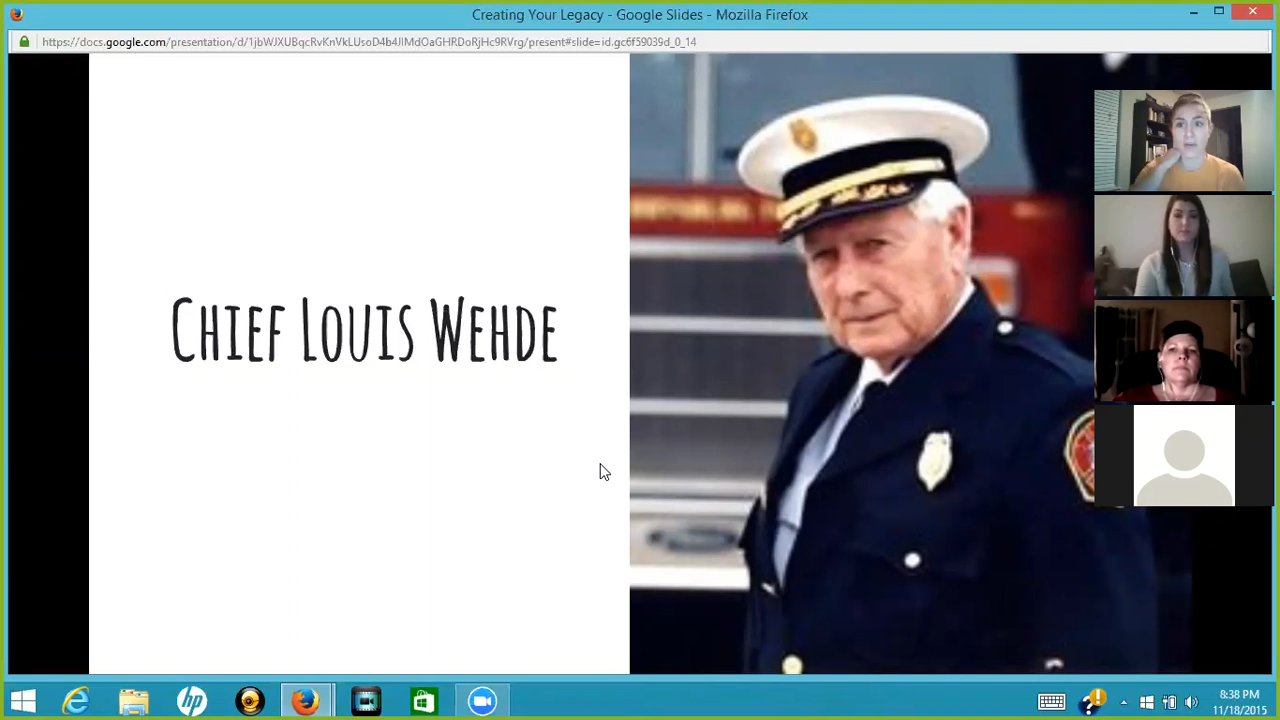 Creating Your Legacy - Google Slides - Mozilla Firefox
https://docs.google.com/presentation/d/1jbWJXUBqcRvKnVkLUsoD4b4JlMdOaGHRDoRjHc9RVrg/present#slide=id.gc6f59039d_0_14
Chief Louis Wehde
8:38 PM
11/18/2015